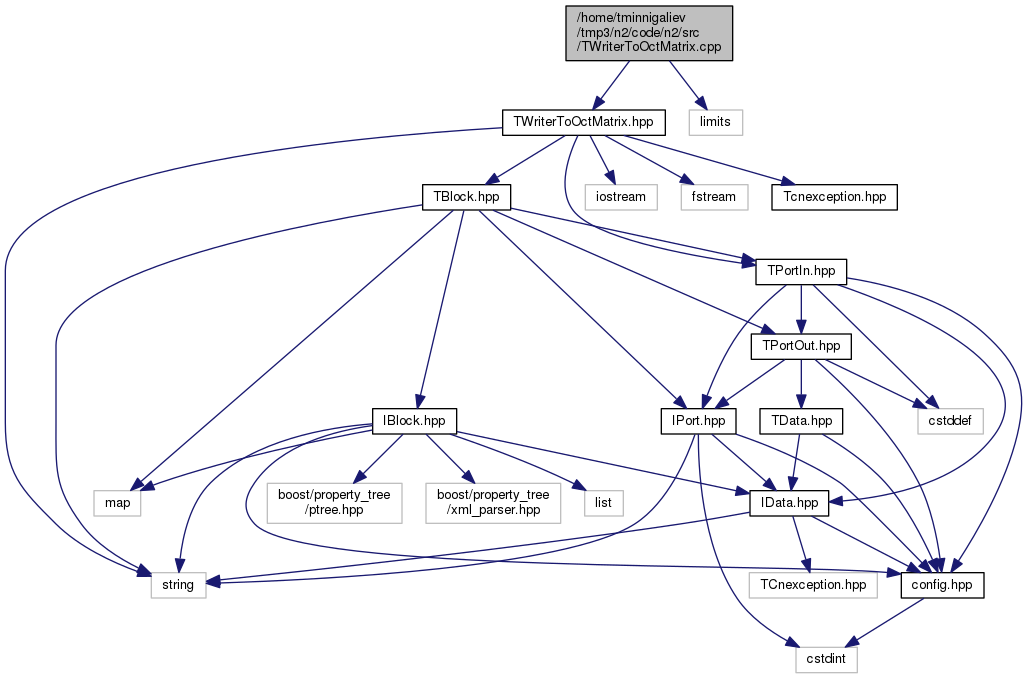 /home/tminnigaliev
/tmp3/n2/code/n2/src
/TWriterToOctMatrix.cpp
TWriterToOctMatrix.hpp
limits
TBlock.hpp
iostream
fstream
Tcnexception.hpp
TPortIn.hpp
TPortOut.hpp
IBlock.hpp
IPort.hpp
TData.hpp
cstddef
map
boost/property_tree
/ptree.hpp
boost/property_tree
/xml_parser.hpp
list
IData.hpp
string
TCnexception.hpp
config.hpp
cstdint